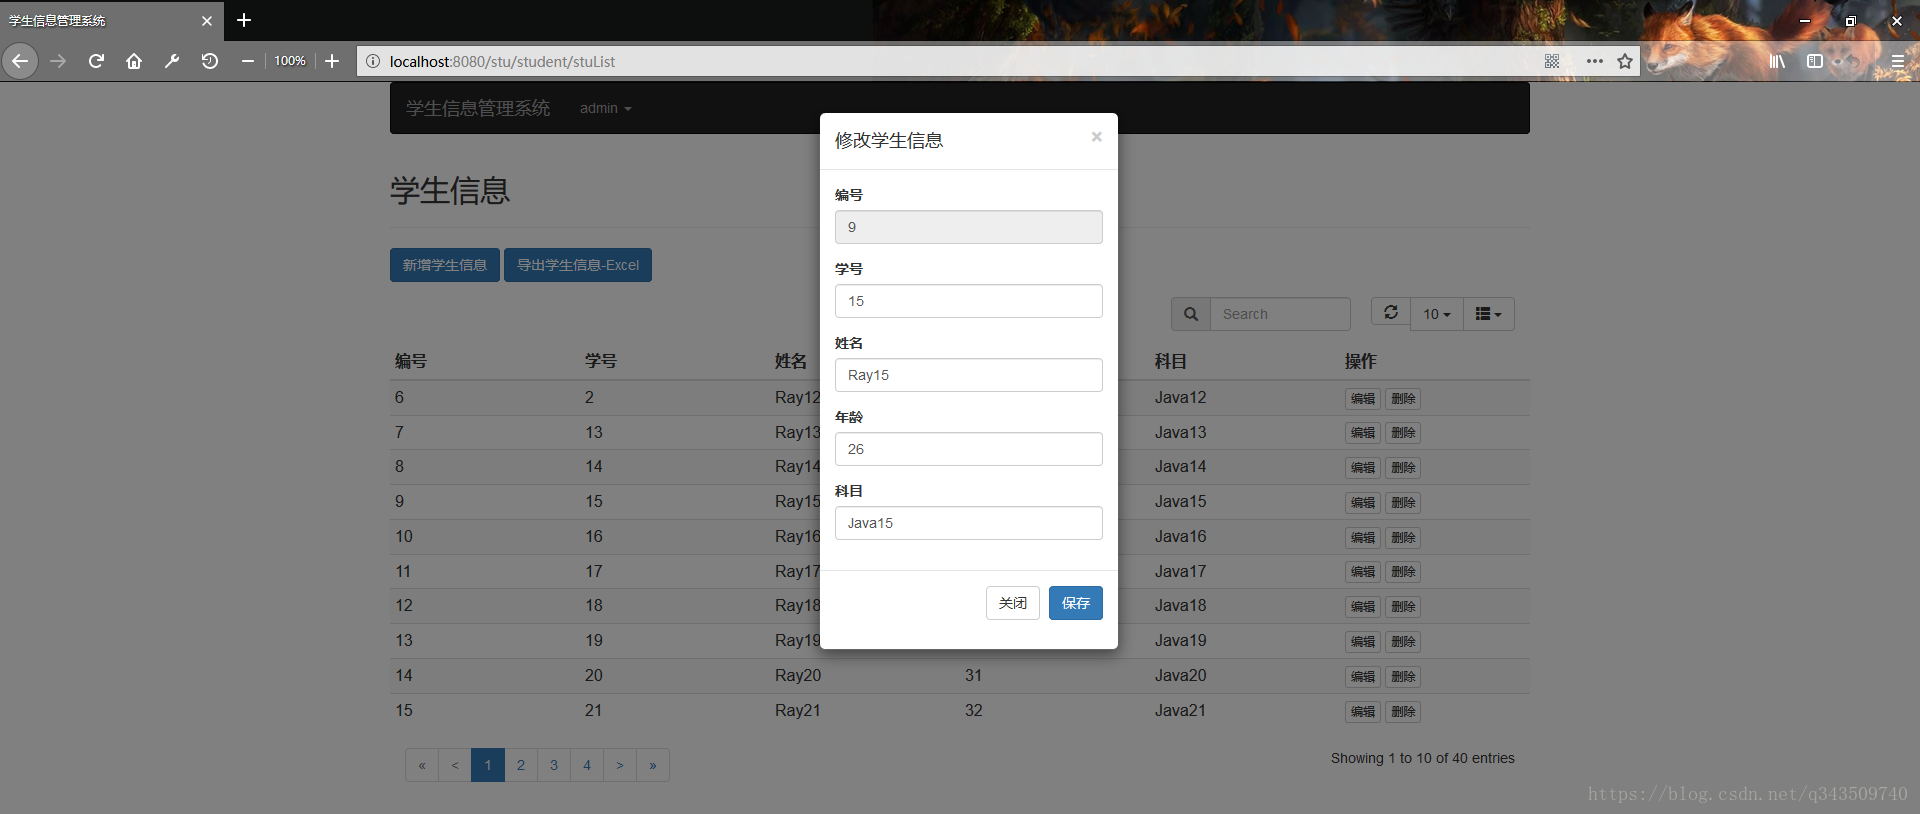 学生信息管理系统
100%
localhost:8080/stu/student/stuList
学生信息管理系统 admin
修改学生信息 ×
编号
9
学号
15
姓名
Ray15
年龄
26
科目
Java15
关闭 保存
学生信息
新增学生信息 导出学生信息-Excel
Search 10
编号 学号 姓名 科目 操作
6 2 Ray12 Java12 编辑 删除
7 13 Ray13 Java13 编辑 删除
8 14 Ray14 Java14 编辑 删除
9 15 Ray15 Java15 编辑 删除
10 16 Ray16 Java16 编辑 删除
11 17 Ray17 Java17 编辑 删除
12 18 Ray18 Java18 编辑 删除
13 19 Ray19 Java19 编辑 删除
14 20 Ray20 31 Java20 编辑 删除
15 21 Ray21 32 Java21 编辑 删除
« < 1 2 3 4 > »
Showing 1 to 10 of 40 entries
https://blog.csdn.net/q343509740